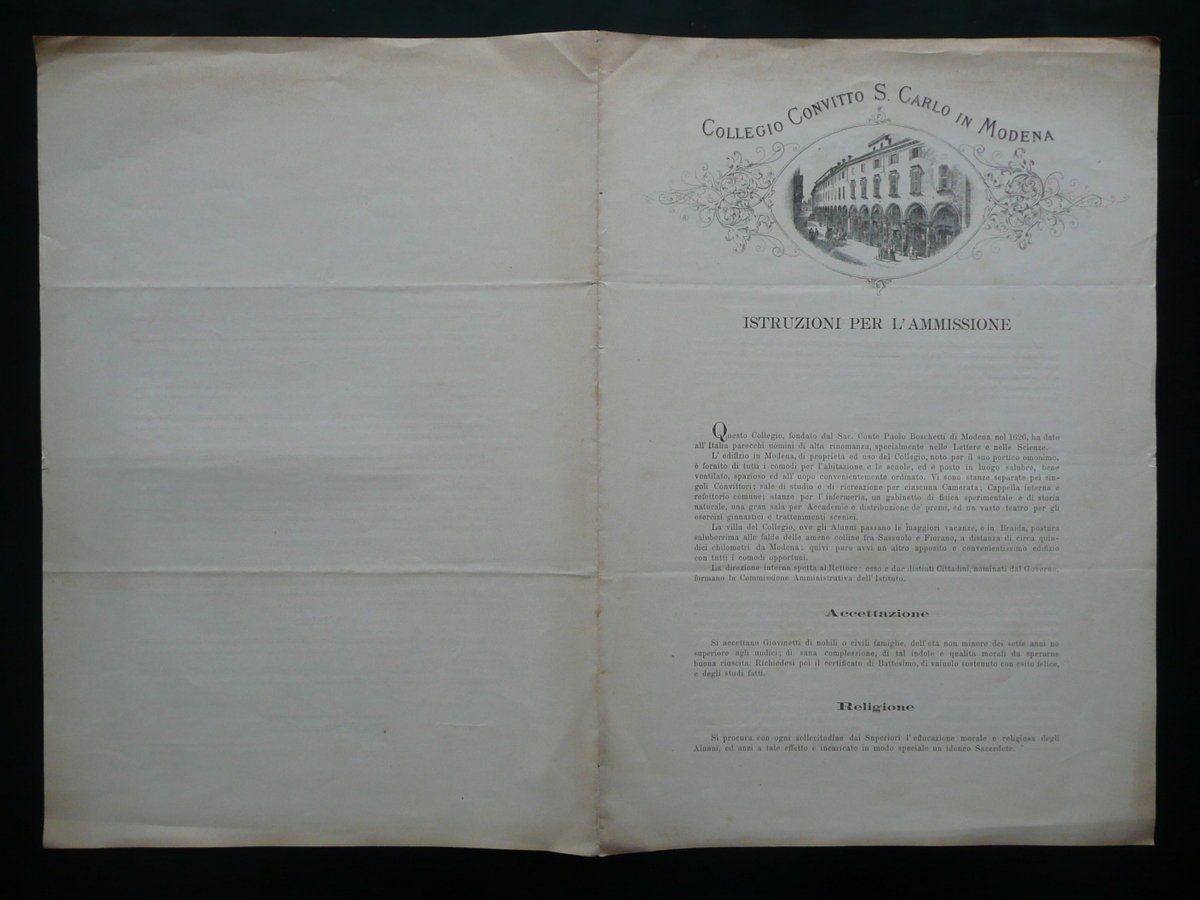 COLLEGIO CONVITTO S. CARLO IN MODENA
ISTRUZIONI PER L'AMMISSIONE
Questo Collegio, fondato dal Sac. Conte Paolo Boschetti di Modena nel 1626, ha dato
all'Italia parecchi uomini di alta rinomanza, specialmente nelle Lettere e nelle Scienze.
L'edifizio in Modena, di proprietà ed uso del Collegio, noto per il suo portico omonimo,
è fornito di tutti i comodi per l'abitazione e le scuole, ed è posto in luogo salubre, bene
ventilato, spazioso ed all'uopo convenientemente ordinato. Vi sono stanze separate pei sin-
goli Convittori; sale di studio e di ricreazione per ciascuna Camerata; Cappella interna e
refettorio comune; stanze per l'infermeria, un gabinetto di fisica sperimentale e di storia
naturale, una gran sala per Accademie e distribuzione de' premi, ed un vasto teatro per gli
esercizi ginnastici e trattenimenti scenici.
La villa del Collegio, ove gli Alunni passano le maggiori vacanze, è in Braida, postura
saluberrima alle falde delle amene colline fra Sassuolo e Fiorano, a distanza di circa quin-
dici chilometri da Modena: quivi pure avvi un altro apposito e convenientissimo edifizio
con tutti i comodi opportuni.
La direzione interna spetta al Rettore: esso e due distinti Cittadini, nominati dal Governo,
formano la Commissione Amministrativa dell'Istituto.
Accettazione
Si accettano Giovinetti di nobili o civili famiglie, dell'età non minore dei sette anni nè
superiore agli undici; di sana complessione, di tal indole e qualità morali da sperarne
buona riuscita. Richiedesi poi il certificato di Battesimo, di vaiuolo sostenuto con esito felice,
e degli studi fatti.
Religione
Si procura con ogni sollecitudine dai Superiori l'educazione morale e religiosa degli
Alunni, ed anzi a tale effetto è incaricato in modo speciale un idoneo Sacerdote.